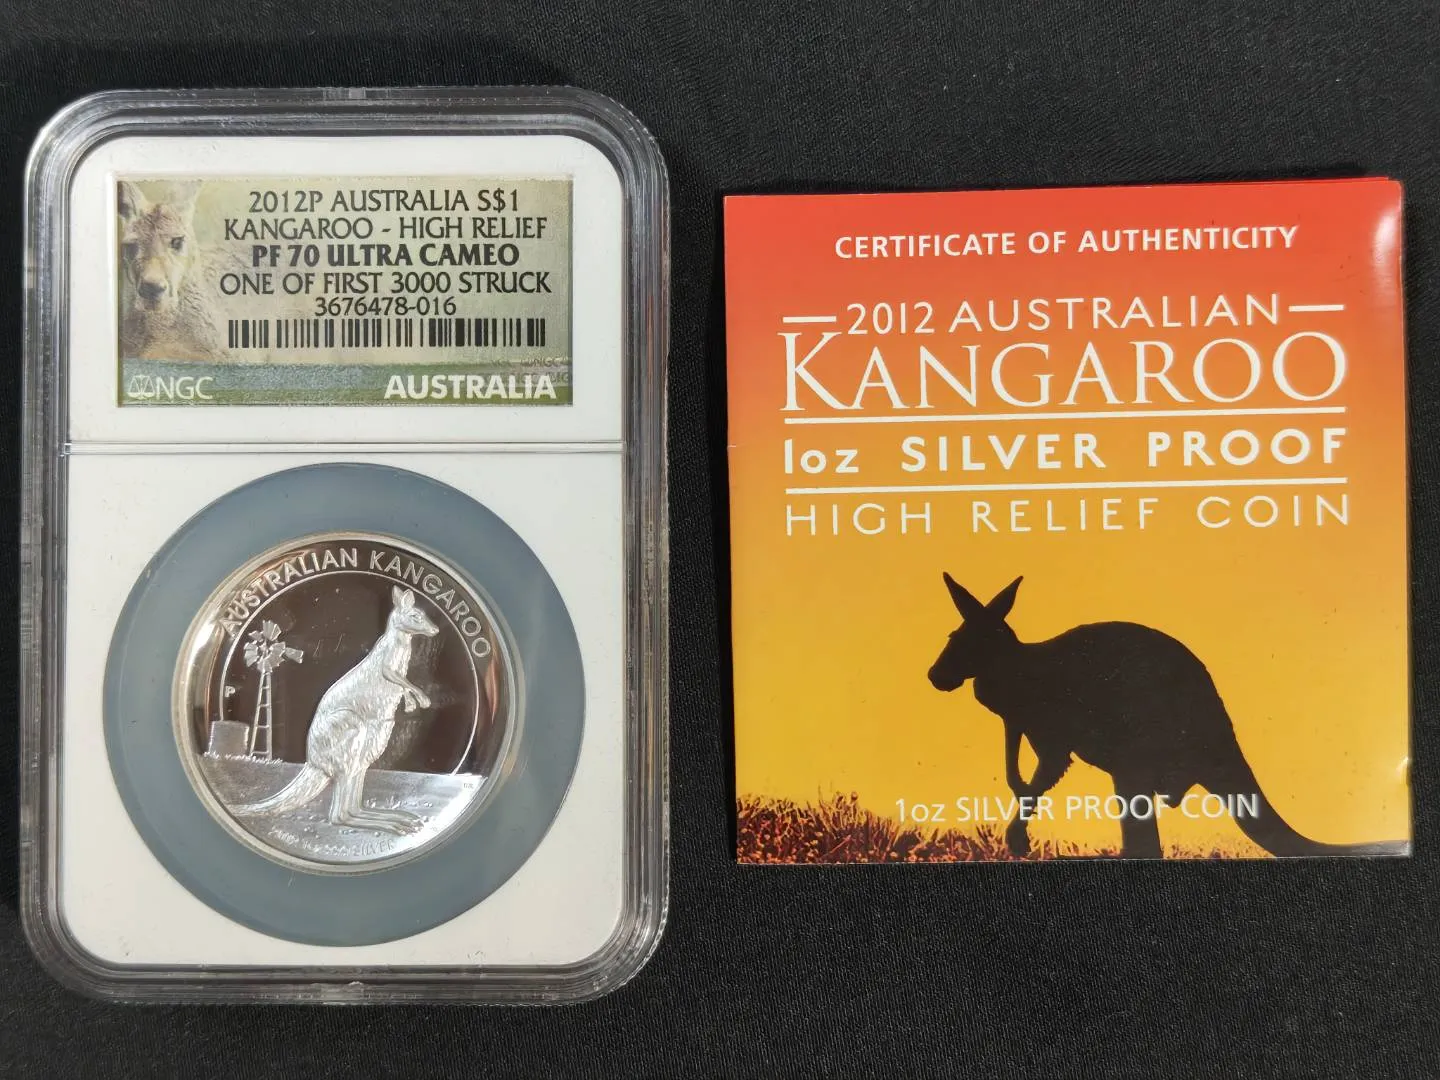 2012P AUSTRALIA S$1
KANGAROO - HIGH RELIEF
PF 70 ULTRA CAMEO
ONE OF FIRST 3000 STRUCK
3676478-016
NGC
AUSTRALIA
AUSTRALIAN KANGAROO
P
SILVER
CERTIFICATE OF AUTHENTICITY
2012 AUSTRALIAN
KANGAROO
1oz SILVER PROOF
HIGH RELIEF COIN
1oz SILVER PROOF COIN